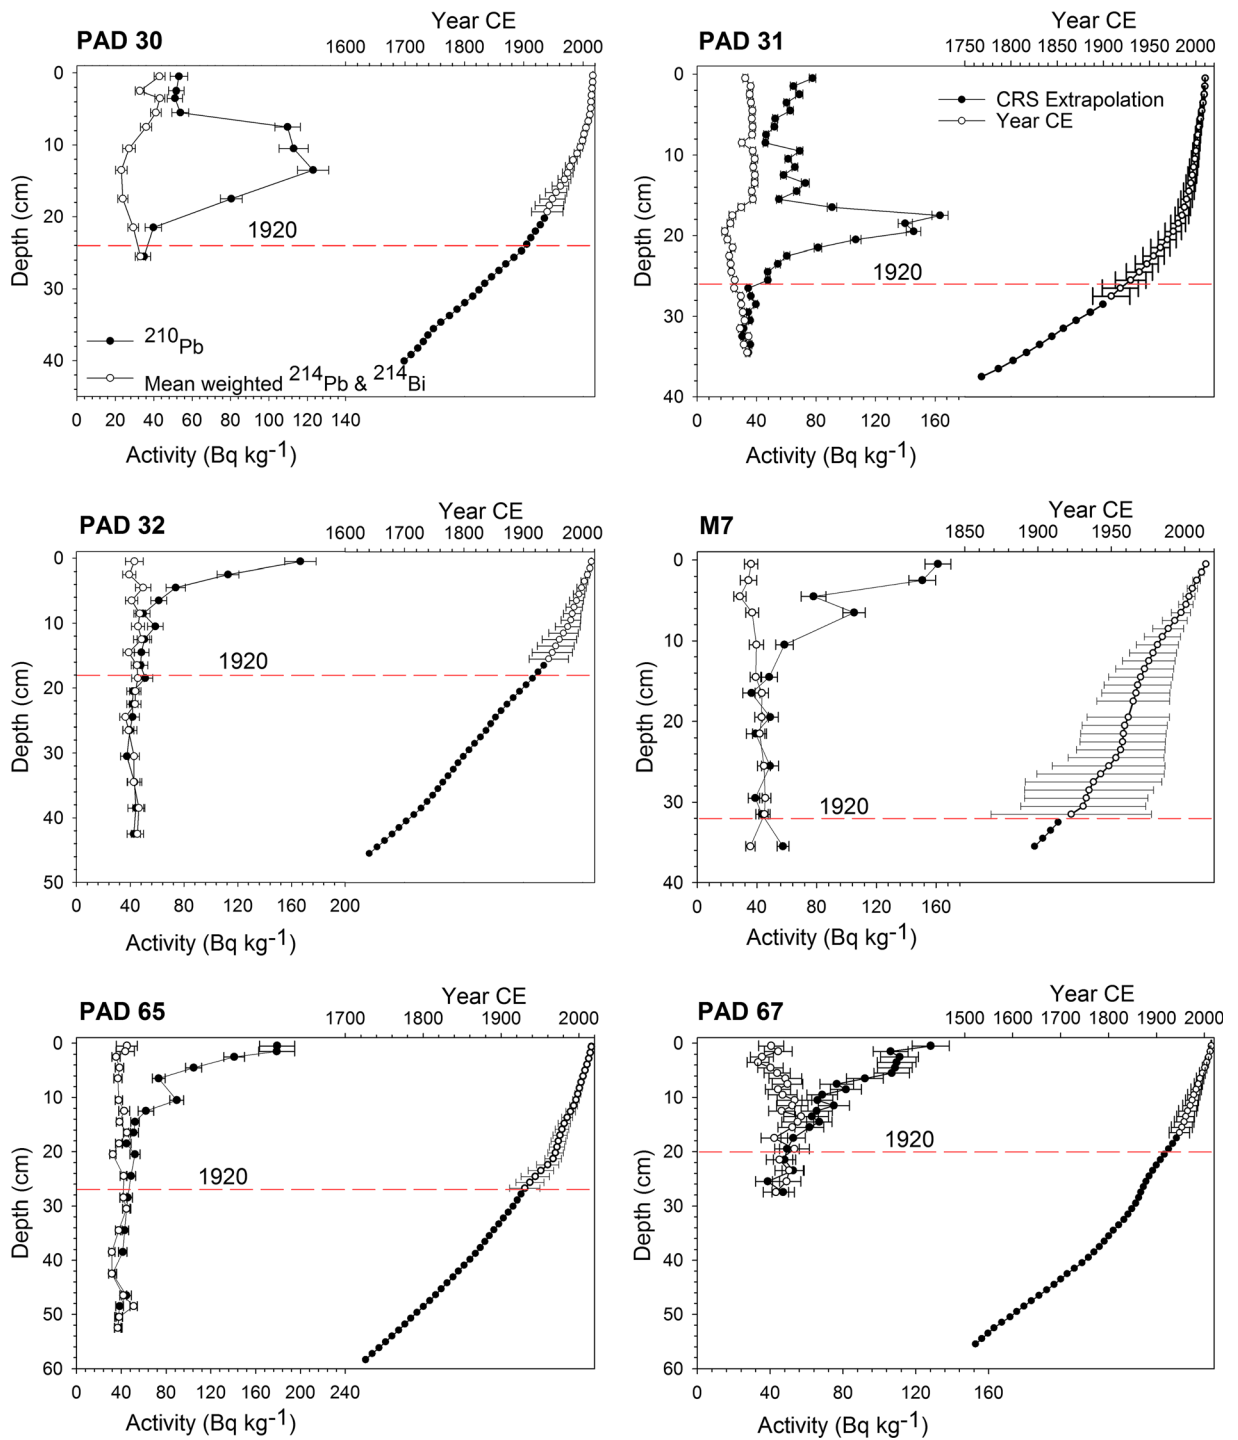 PAD 30
Year CE
1600 1700 1800 1900 2000
0
10
20
30
40
Depth (cm)
1920
210Pb
Mean weighted 214Pb & 214Bi
0 20 40 60 80 100 120 140
Activity (Bq kg-1)
PAD 31
Year CE
1750 1800 1850 1900 1950 2000
0
10
20
30
40
Depth (cm)
CRS Extrapolation
Year CE
1920
0 40 80 120 160
Activity (Bq kg-1)
PAD 32
Year CE
1600 1700 1800 1900 2000
0
10
20
30
40
50
Depth (cm)
1920
0 40 80 120 160 200
Activity (Bq kg-1)
M7
Year CE
1850 1900 1950 2000
0
10
20
30
40
Depth (cm)
1920
0 40 80 120 160
Activity (Bq kg-1)
PAD 65
Year CE
1700 1800 1900 2000
0
10
20
30
40
50
60
Depth (cm)
1920
0 40 80 120 160 200 240
Activity (Bq kg-1)
PAD 67
Year CE
1500 1600 1700 1800 1900 2000
0
10
20
30
40
50
60
Depth (cm)
1920
0 40 80 120 160
Activity (Bq kg-1)